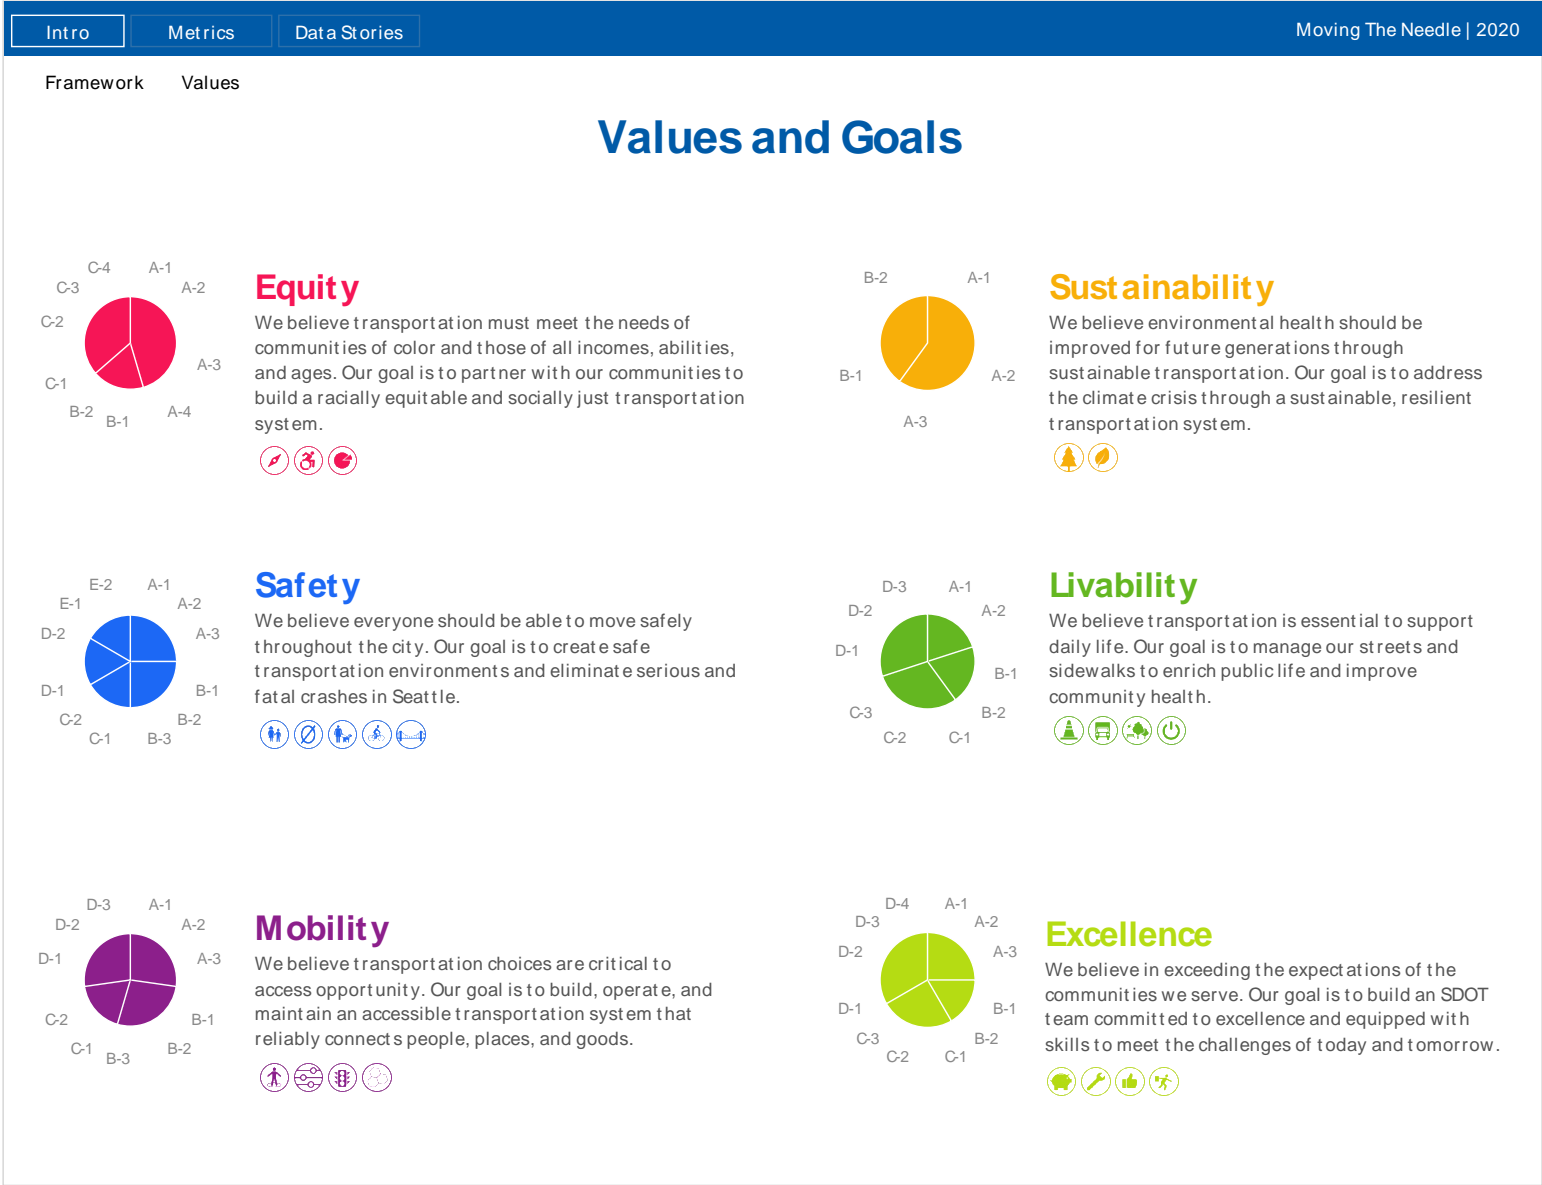 Intro
Metrics
Data Stories
Moving The Needle | 2020
Framework
Values
Values and Goals
C-4
A-1
C-3
A-2
C-2
A-3
C-1
B-2
B-1
A-4
Equity
We believe transportation must meet the needs of
communities of color and those of all incomes, abilities,
and ages. Our goal is to partner with our communities to
build a racially equitable and socially just transportation
system.
B-2
A-1
B-1
A-2
A-3
Sustainability
We believe environmental health should be
improved for future generations through
sustainable transportation. Our goal is to address
the climate crisis through a sustainable, resilient
transportation system.
E-2
A-1
E-1
A-2
D-2
A-3
D-1
B-1
C-2
B-2
C-1
B-3
Safety
We believe everyone should be able to move safely
throughout the city. Our goal is to create safe
transportation environments and eliminate serious and
fatal crashes in Seattle.
D-3
A-1
D-2
A-2
D-1
B-1
C-3
B-2
C-2
C-1
Livability
We believe transportation is essential to support
daily life. Our goal is to manage our streets and
sidewalks to enrich public life and improve
community health.
D-3
A-1
D-2
A-2
D-1
A-3
C-2
B-1
C-1
B-3
B-2
Mobility
We believe transportation choices are critical to
access opportunity. Our goal is to build, operate, and
maintain an accessible transportation system that
reliably connects people, places, and goods.
D-4
A-1
D-3
A-2
D-2
A-3
D-1
B-1
C-3
B-2
C-2
C-1
Excellence
We believe in exceeding the expectations of the
communities we serve. Our goal is to build an SDOT
team committed to excellence and equipped with
skills to meet the challenges of today and tomorrow.